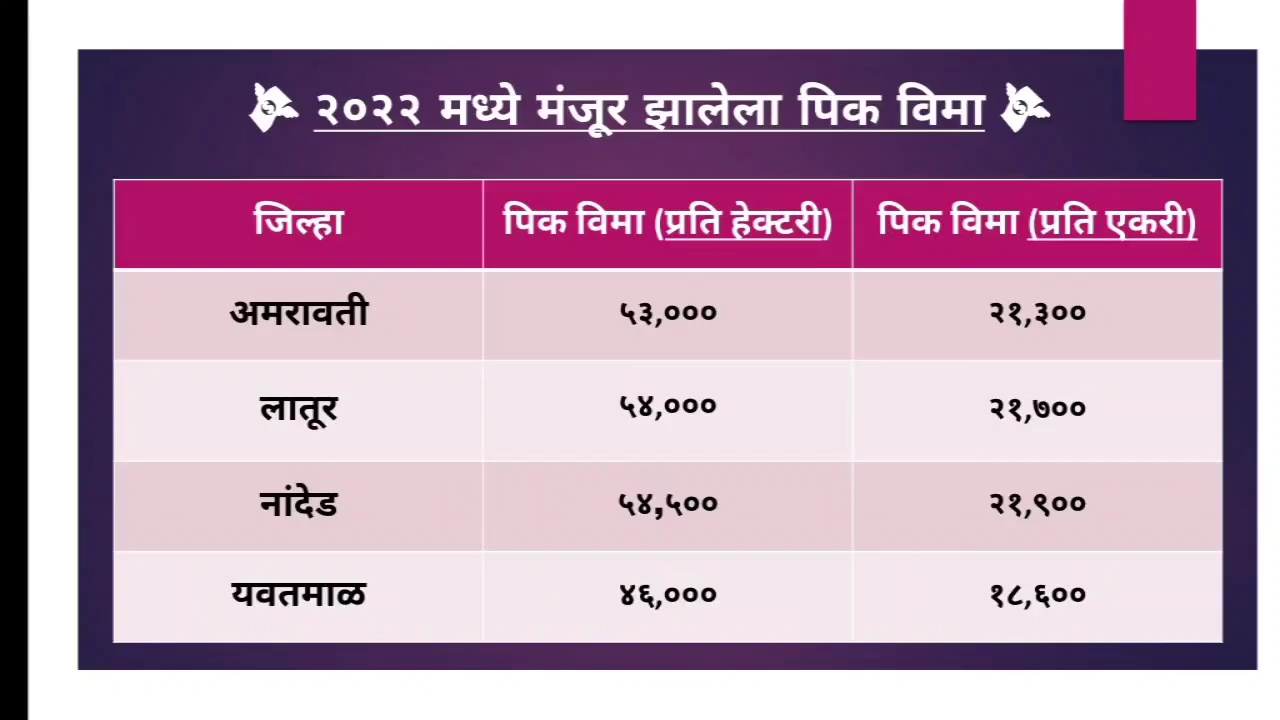 २०२२ मध्ये मंजूर झालेला पिक विमा
जिल्हा पिक विमा (प्रति हेक्टरी) पिक विमा (प्रति एकरी)
अमरावती ५३,००० २१,३००
लातूर ५४,००० २१,७००
नांदेड ५४,५०० २१,९००
यवतमाळ ४६,००० १८,६००